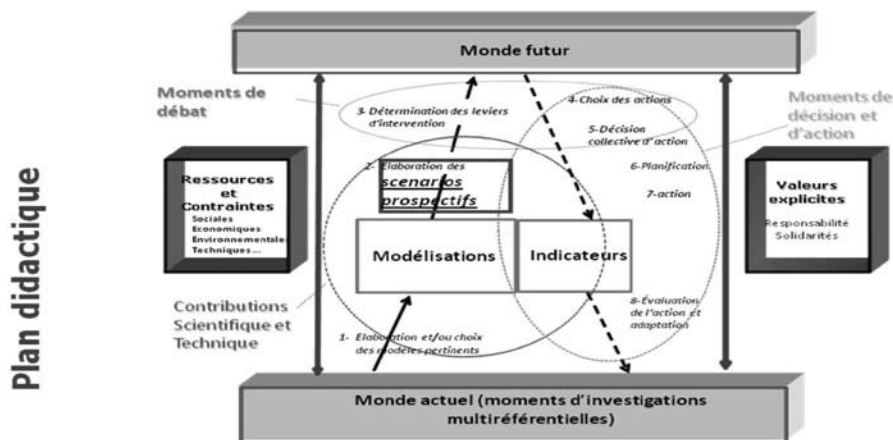 Plan didactique
Monde futur
Moments de
débat
3- Détermination des leviers
d'intervention
4-Choix des actions
5-Décision
collective d'action
Moments de
décision et
d'action
2- Elaboration des
scenarios
prospectifs
6-Planification
7-action
Ressources
et
Contraintes
Sociales
Economiques
Environnementale
Techniques ...
Valeurs
explicites
Responsabilité
Solidarités
Modélisations
Indicateurs
Contributions
Scientifique et
Technique
1- Elaboration et/ou choix
des modèles pertinents
8-Évaluation
de l'action et
adaptation
Monde actuel (moments d'investigations
multiréférentielles)